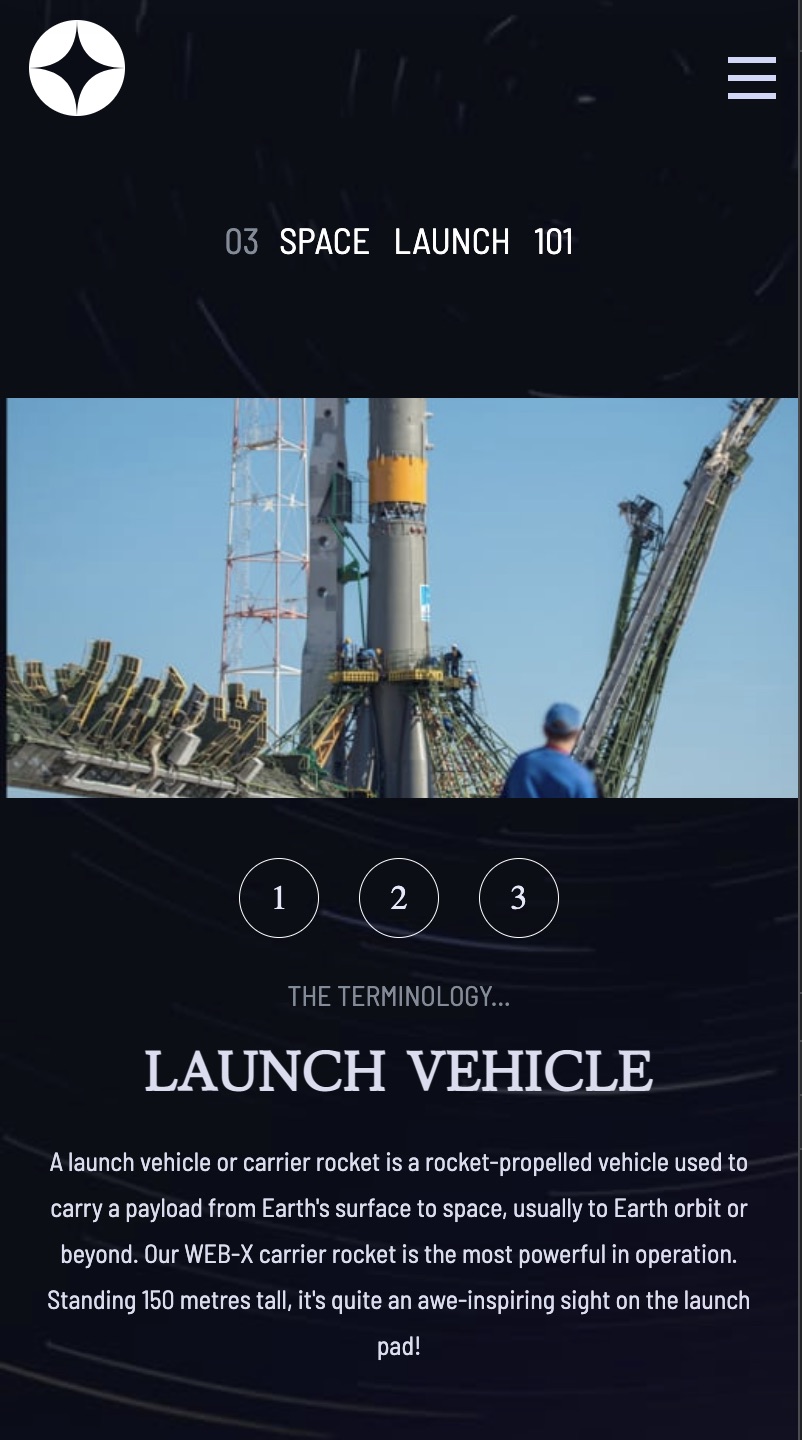 03 SPACE LAUNCH 101
1 2 3
THE TERMINOLOGY...
LAUNCH VEHICLE
A launch vehicle or carrier rocket is a rocket-propelled vehicle used to
carry a payload from Earth's surface to space, usually to Earth orbit or
beyond. Our WEB-X carrier rocket is the most powerful in operation.
Standing 150 metres tall, it's quite an awe-inspiring sight on the launch
pad!